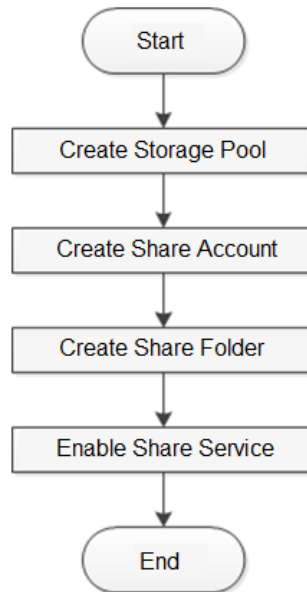 Start
Create Storage Pool
Create Share Account
Create Share Folder
Enable Share Service
End